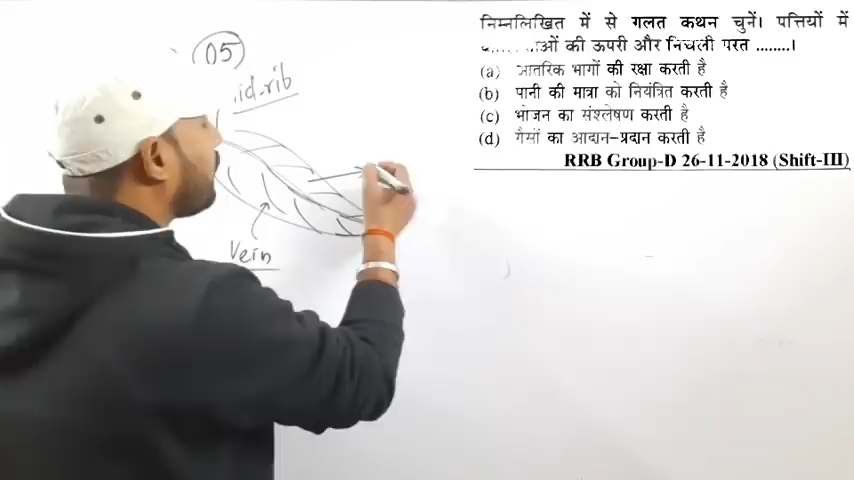 निम्नलिखित में से गलत कथन चुनें। पत्तियों में
की ऊपरी और निचली परत ........।
(a) आंतरिक भागों की रक्षा करती है
(b) पानी की मात्रा को नियंत्रित करती है
(c) भोजन का संश्लेषण करती है
(d) गैसों का आदान-प्रदान करती है
RRB Group-D 26-11-2018 (Shift-III)
05
id-rib
Vein